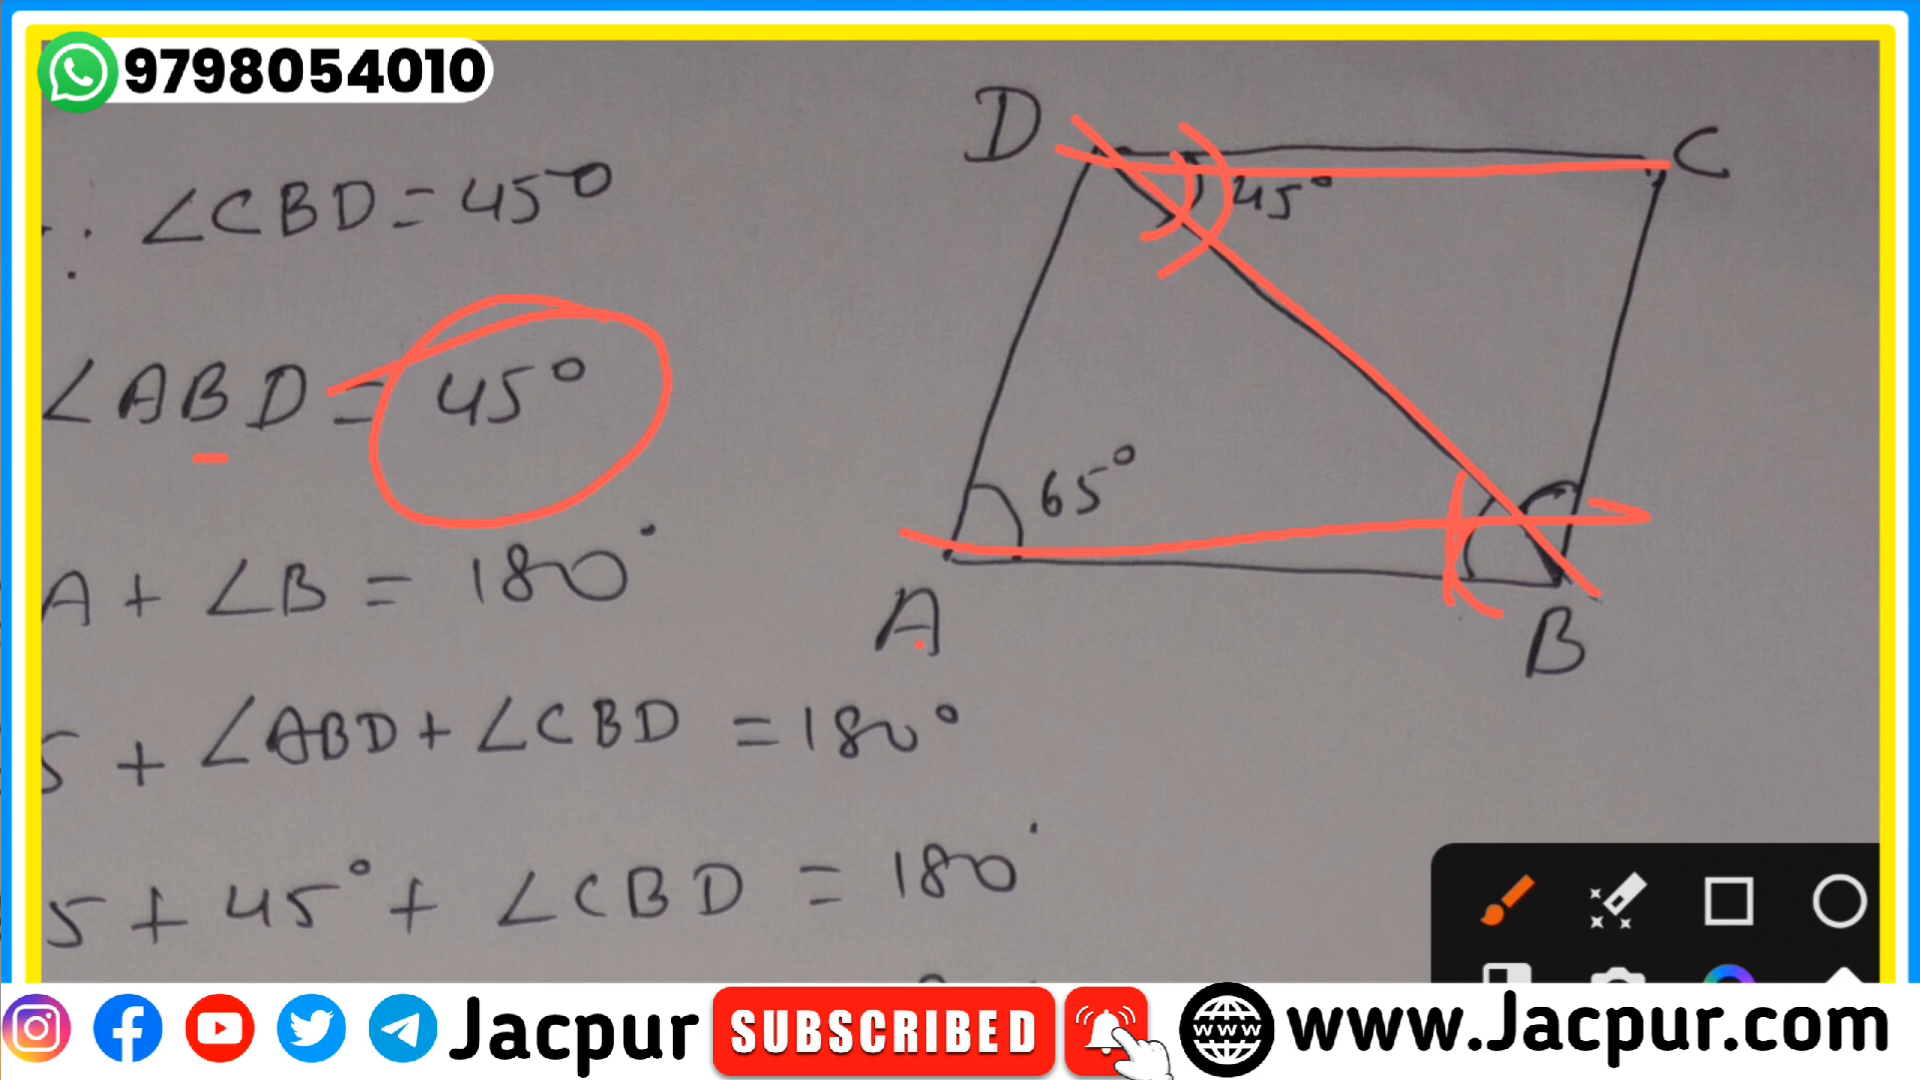 9798054010
∴ ∠CBD = 45°
∠ABD = 45°
A + ∠B = 180°
5 + ∠ABD + ∠CBD = 180°
5 + 45° + ∠CBD = 180°
D
C
45°
65°
A
B
Jacpur SUBSCRIBED www www.Jacpur.com